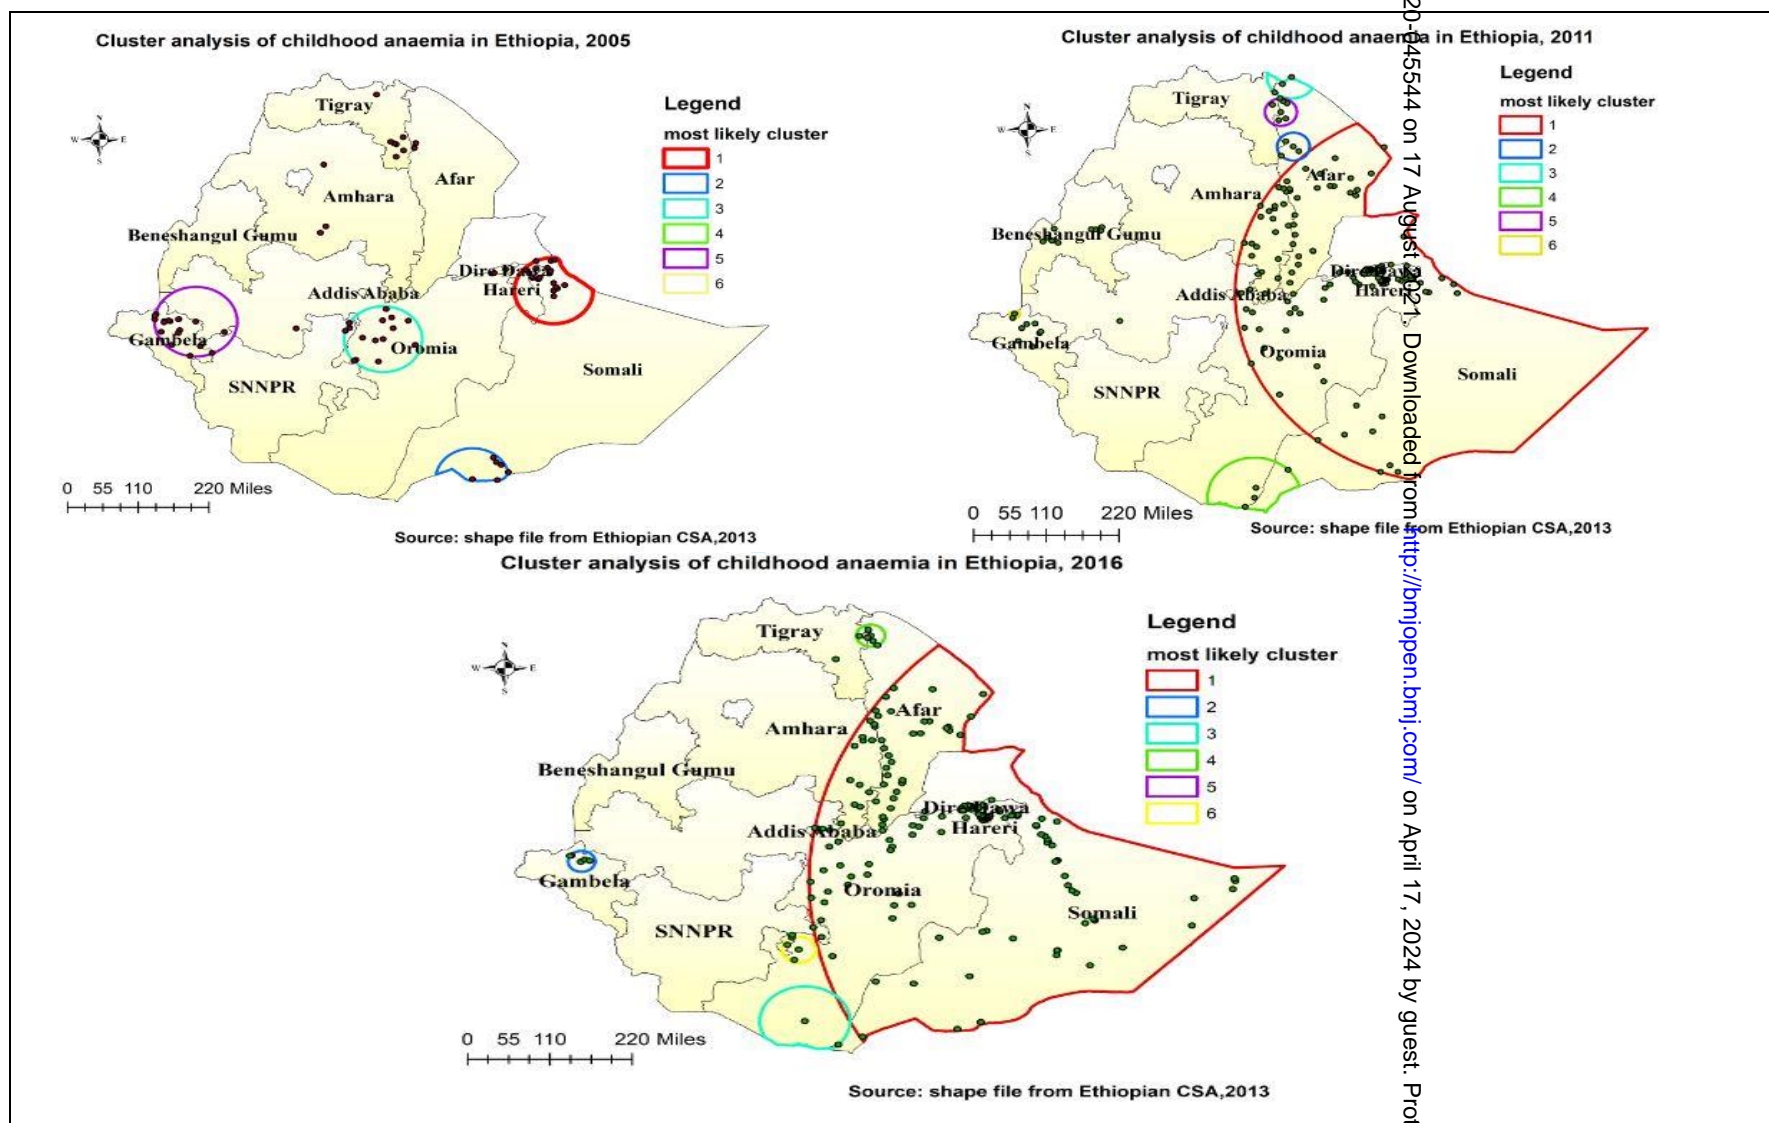 Cluster analysis of childhood anaemia in Ethiopia, 2005
N
W E
S
Tigray
Afar
Amhara
Beneshangul Gumu
Dire Dawa
Hareri
Addis Ababa
Gambela
Oromia
SNNPR
Somali
Legend
most likely cluster
1
2
3
4
5
6
0 55 110 220 Miles
Source: shape file from Ethiopian CSA,2013
Cluster analysis of childhood anaemia in Ethiopia, 2011
N
W E
S
Tigray
Afar
Amhara
Beneshangul Gumu
Dire Dawa
Hareri
Addis Ababa
Gambela
Oromia
SNNPR
Somali
Legend
most likely cluster
1
2
3
4
5
6
0 55 110 220 Miles
Source: shape file from Ethiopian CSA,2013
Cluster analysis of childhood anaemia in Ethiopia, 2016
N
W E
S
Tigray
Afar
Amhara
Beneshangul Gumu
Dire Dawa
Hareri
Addis Ababa
Gambela
Oromia
SNNPR
Somali
Legend
most likely cluster
1
2
3
4
5
6
0 55 110 220 Miles
Source: shape file from Ethiopian CSA,2013
20-045544 on 17 August 2021. Downloaded from http://bmjopen.bmj.com/ on April 17, 2024 by guest. Prot